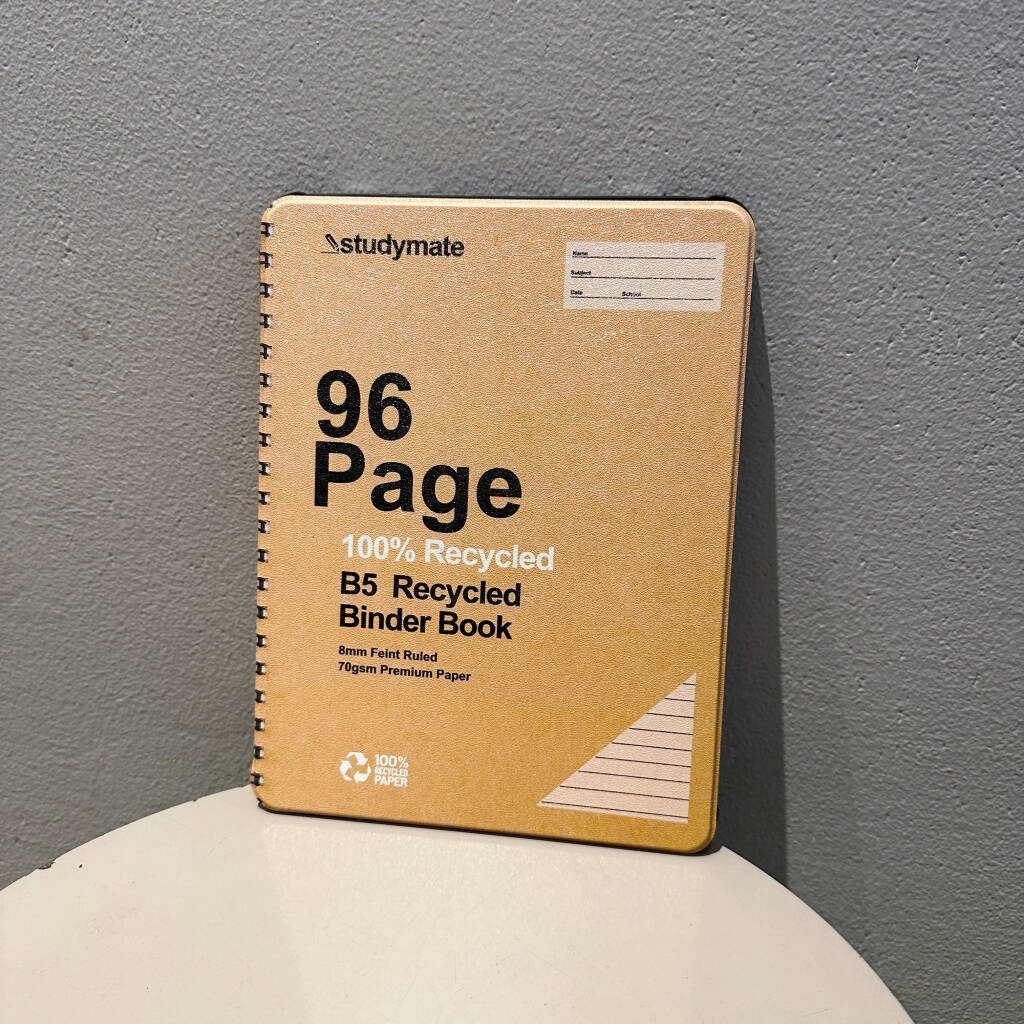 studymate
Name
Subject
Date School
96
Page
100% Recycled
B5 Recycled
Binder Book
8mm Feint Ruled
70gsm Premium Paper
100%
RECYCLED
PAPER